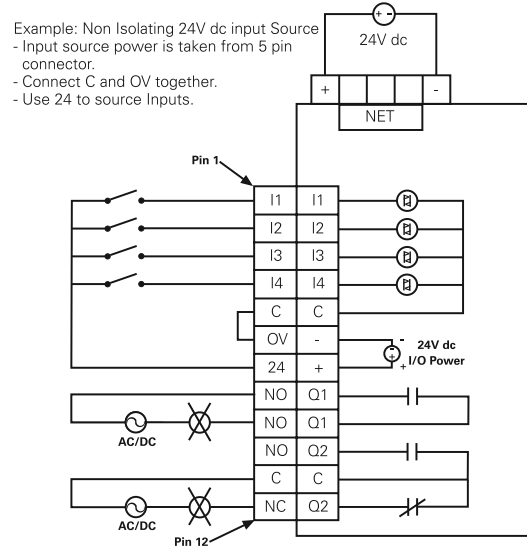 Example: Non Isolating 24V dc input Source
- Input source power is taken from 5 pin
connector.
- Connect C and OV together.
- Use 24 to source Inputs.
+ -
24V dc
+ -
NET
Pin 1
I1 I1
I2 I2
I3 I3
I4 I4
C C
OV - -
24V dc
I/O Power
24 + +
NO Q1
NO Q1
AC/DC
NO Q2
C C
NC Q2
AC/DC
Pin 12